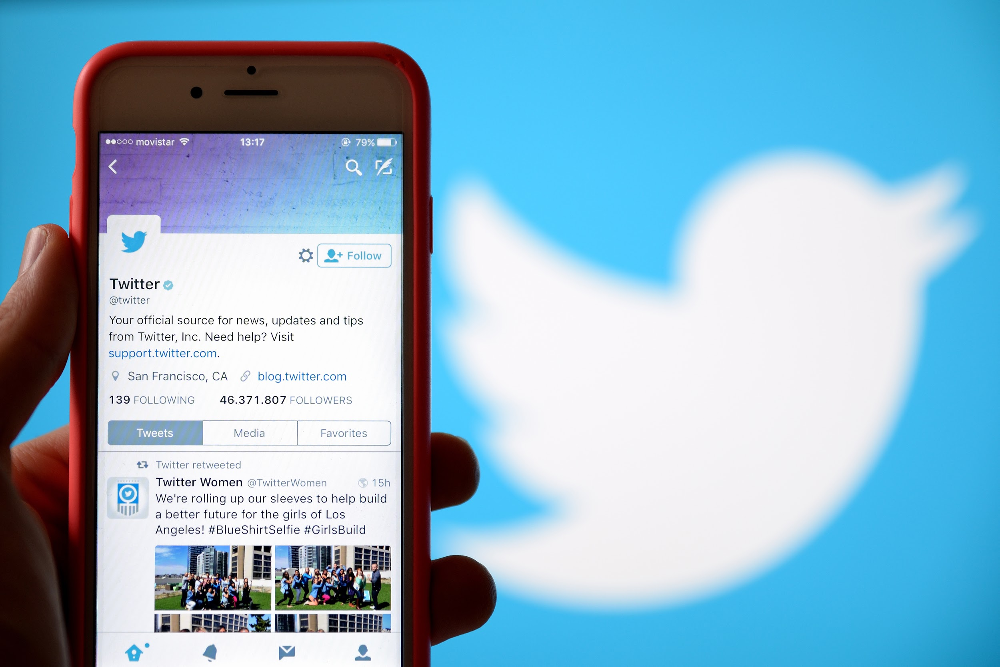 movistar 13:17 79%
Follow
Twitter
@twitter
Your official source for news, updates and tips
from Twitter, Inc. Need help? Visit
support.twitter.com.
San Francisco, CA blog.twitter.com
139 FOLLOWING 46.371.807 FOLLOWERS
Tweets Media Favorites
Twitter retweeted
Twitter Women @TwitterWomen 15h
We're rolling up our sleeves to help build
a better future for the girls of Los
Angeles! #BlueShirtSelfie #GirlsBuild